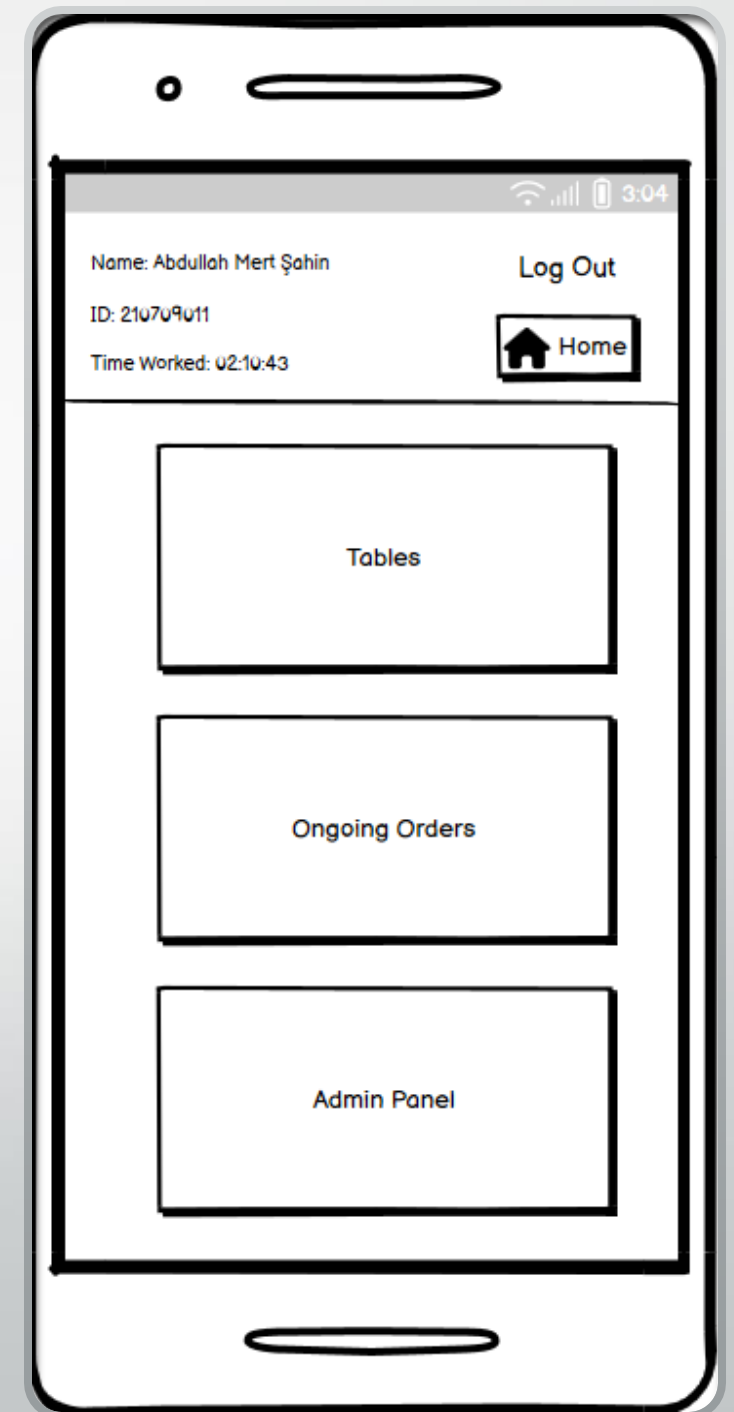 3:04
Name: Abdullah Mert Şahin
Log Out
ID: 210709011
Home
Time Worked: 02:10:43
Tables
Ongoing Orders
Admin Panel